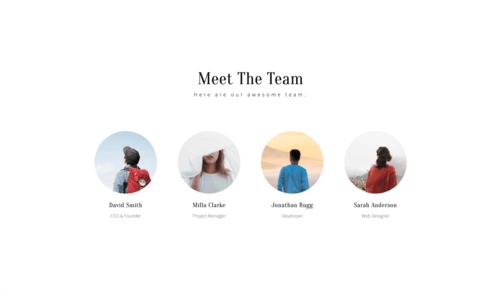 Meet The Team
Here are our awesome team.
David Smith
CEO & Founder
Milla Clarke
Project Manager
Jonathan Rugg
Developer
Sarah Anderson
Web Designer